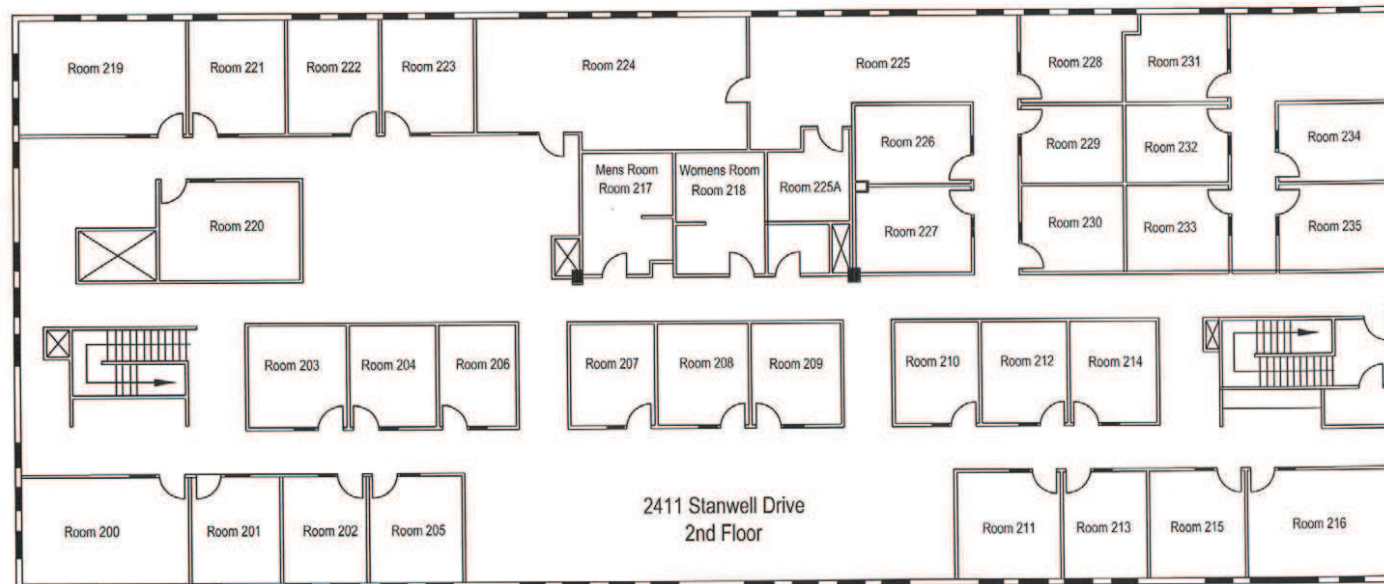 Room 219
Room 221
Room 222
Room 223
Room 224
Room 225
Room 228
Room 231
Room 226
Room 229
Room 232
Room 234
Mens Room
Room 217
Womens Room
Room 218
Room 225A
Room 220
Room 227
Room 230
Room 233
Room 235
Room 203
Room 204
Room 206
Room 207
Room 208
Room 209
Room 210
Room 212
Room 214
Room 200
Room 201
Room 202
Room 205
2411 Stanwell Drive
2nd Floor
Room 211
Room 213
Room 215
Room 216